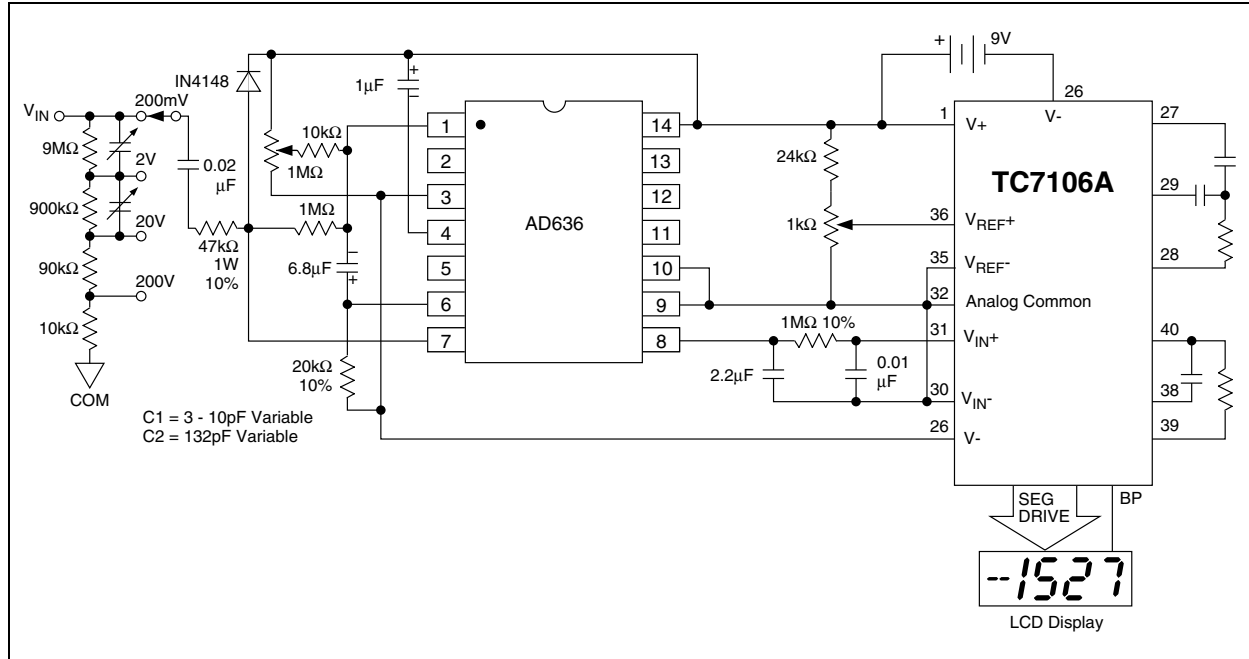 9V
+
IN4148
1µF
+
–
V-
26
27
VIN
200mV
1
14
1
V+
9MΩ
10kΩ
24kΩ
2V
0.02
µF
2
13
TC7106A
29
1MΩ
3
12
900kΩ
20V
1MΩ
AD636
1kΩ
36
VREF+
4
11
47kΩ
1W
10%
6.8µF
–
+
5
10
35
VREF-
28
90kΩ
200V
6
9
32
Analog Common
10kΩ
7
8
1MΩ 10%
31
VIN+
40
20kΩ
10%
2.2µF
0.01
µF
30
VIN-
38
COM
26
V-
39
C1 = 3 - 10pF Variable
C2 = 132pF Variable
SEG
DRIVE
BP
--1527
LCD Display